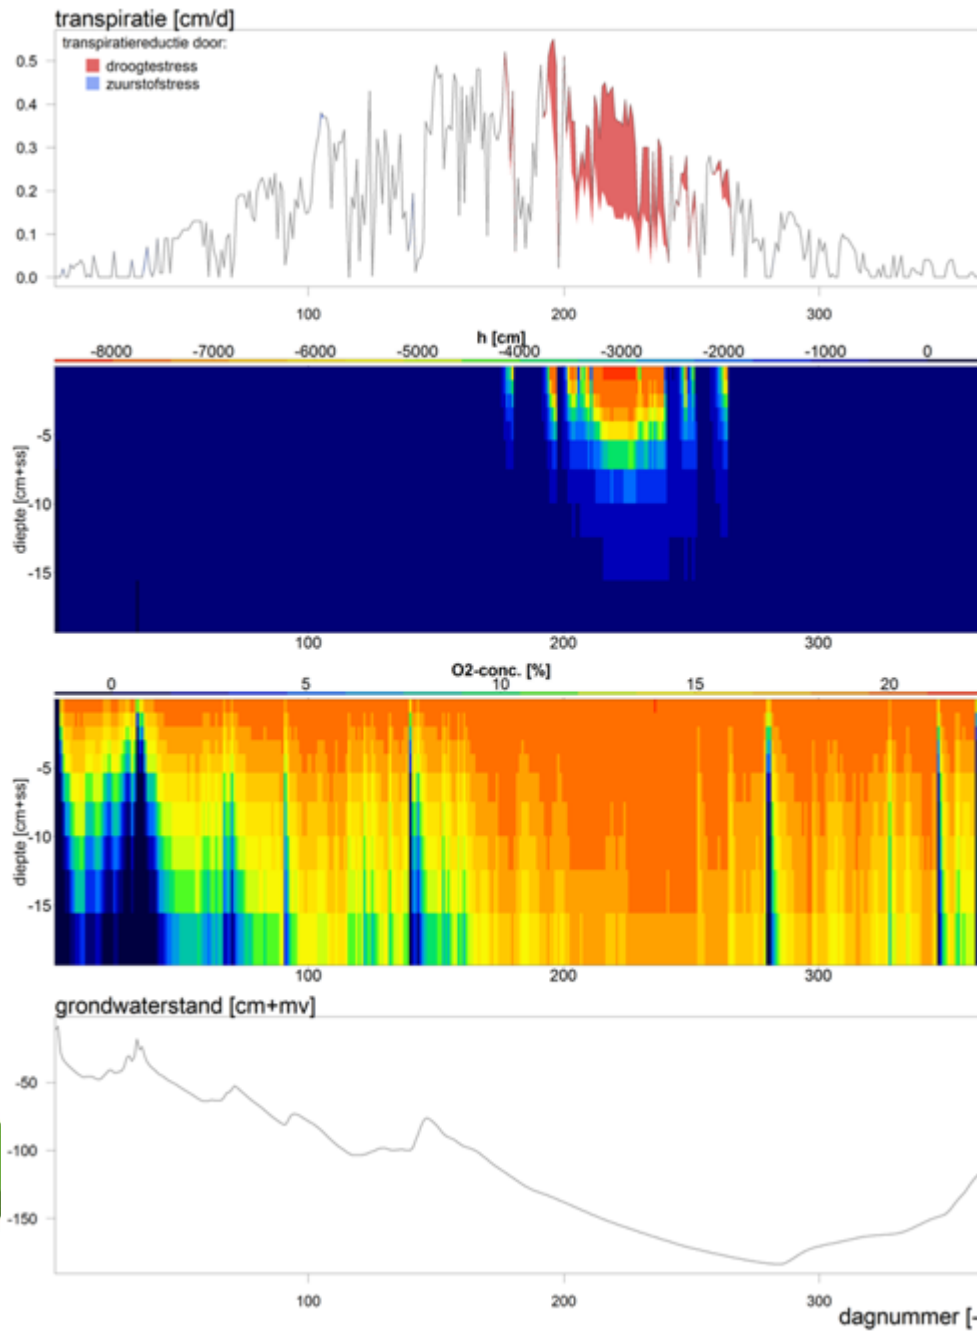 transpiratie [cm/d]
transpiratiereductie door:
droogtestress
zuurstofstress
0.5
0.4
0.3
0.2
0.1
0.0
100 200 300
h [cm]
-8000 -7000 -6000 -5000 -4000 -3000 -2000 -1000 0
diepte [cm+ss]
-5
-10
-15
100 200 300
O2-conc. [%]
0 5 10 15 20
diepte [cm+ss]
-5
-10
-15
100 200 300
grondwaterstand [cm+mv]
-50
-100
-150
100 200 300
dagnummer [-